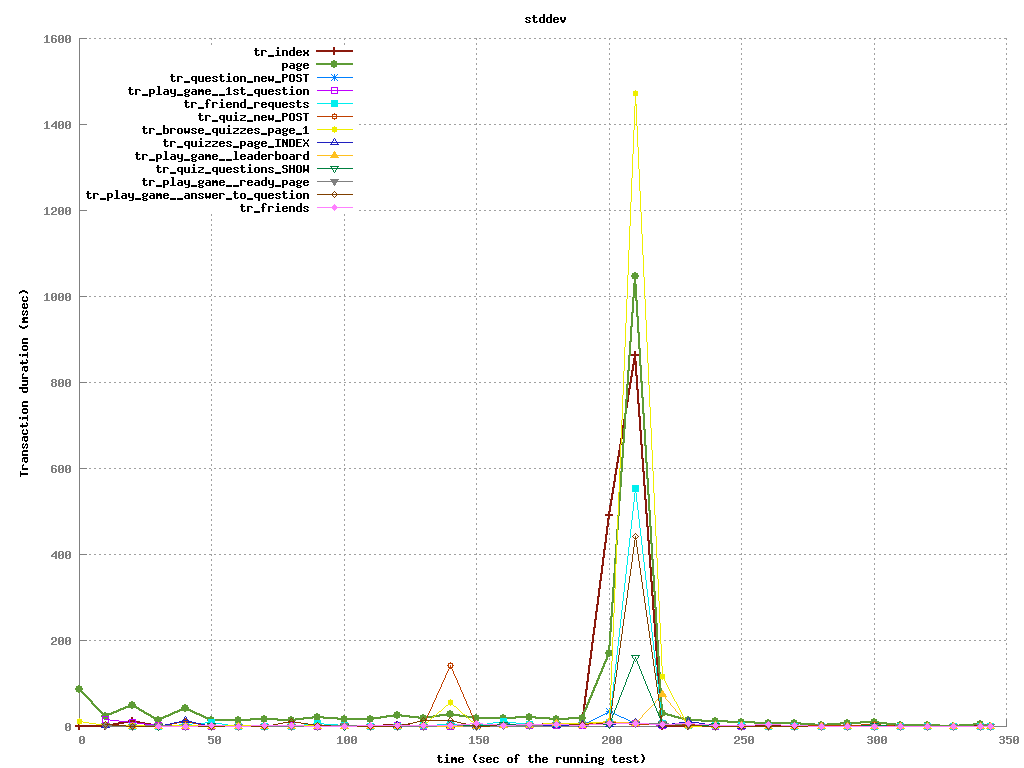 stddev
1600
1400
1200
1000
800
600
400
200
0
Transaction duration (msec)
tr_index
page
tr_question_new_POST
tr_play_game__1st_question
tr_friend_requests
tr_quiz_new_POST
tr_browse_quizzes_page_1
tr_quizzes_page_INDEX
tr_play_game__leaderboard
tr_quiz_questions_SHOW
tr_play_game__ready_page
tr_play_game__answer_to_question
tr_friends
0 50 100 150 200 250 300 350
time (sec of the running test)